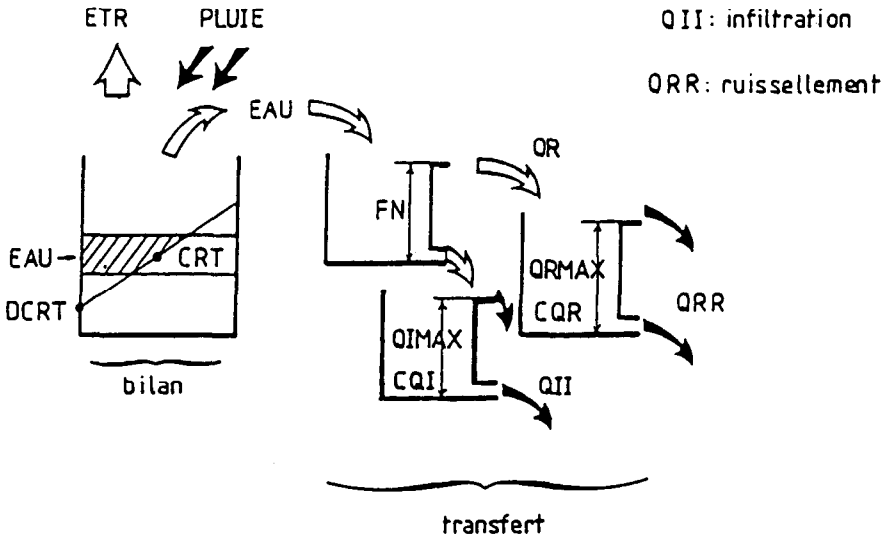 ETR PLUIE
QII: infiltration
QRR: ruissellement
EAU
QR
FN
EAU
CRT
DCRT
QRMAX
CQR
QRR
QIMAX
CQI
QII
bilan
transfert